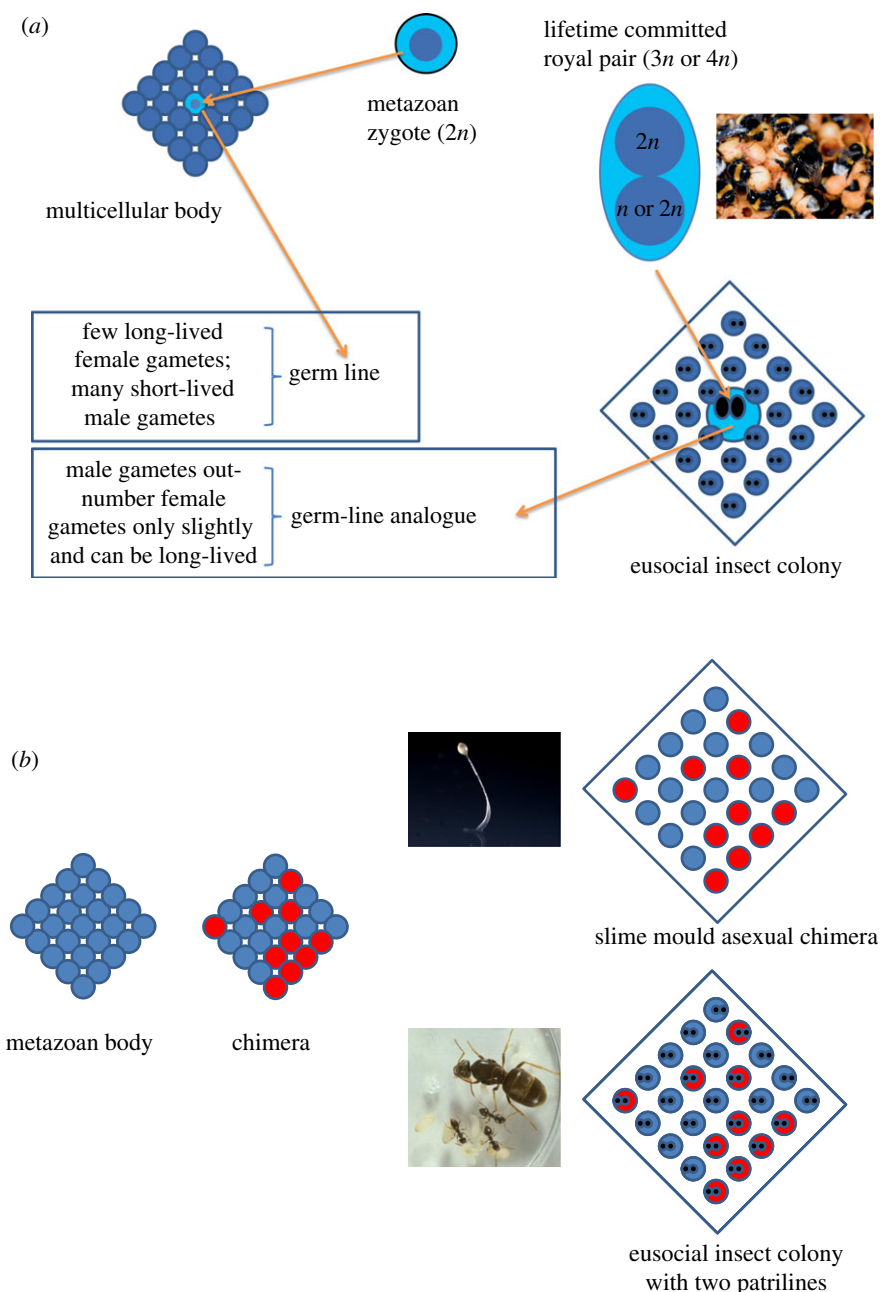 (a)
lifetime committed
royal pair (3n or 4n)
metazoan
zygote (2n)
2n
n or 2n
multicellular body
few long-lived
female gametes;
many short-lived
male gametes
germ line
male gametes out-
number female
gametes only slightly
and can be long-lived
germ-line analogue
eusocial insect colony
(b)
slime mould asexual chimera
metazoan body
chimera
eusocial insect colony
with two patrilines